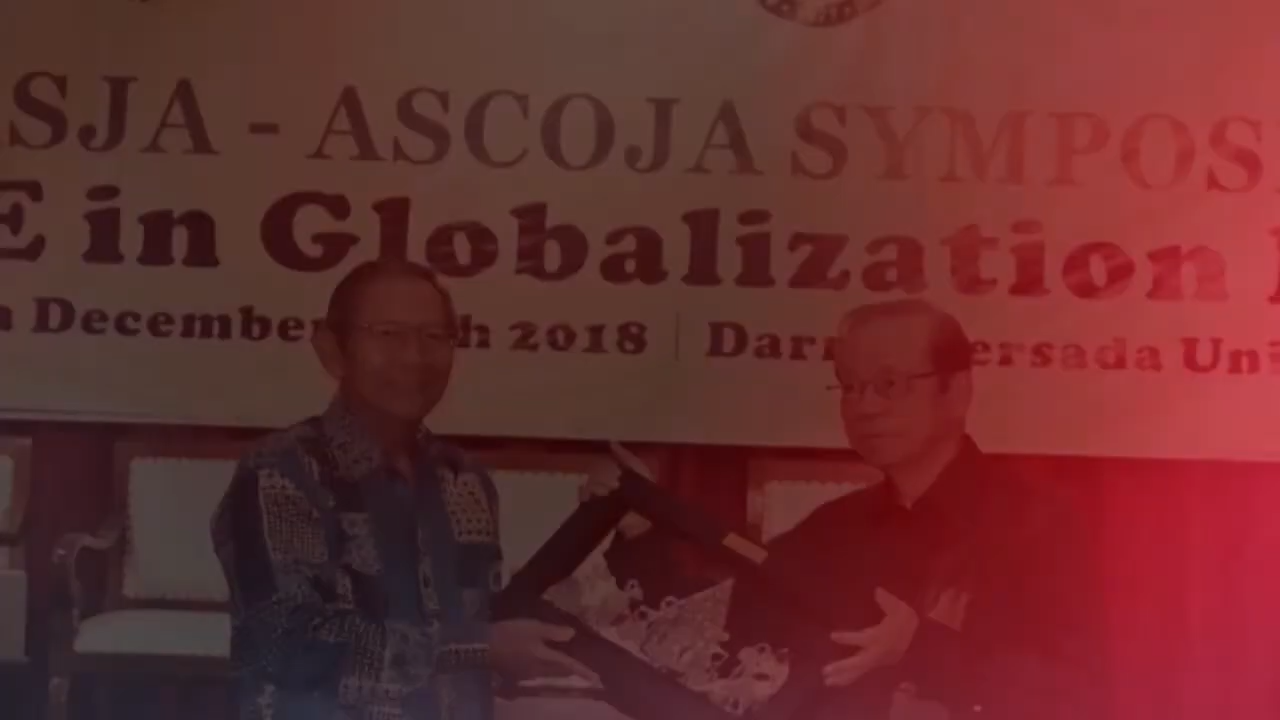 SJA - ASCOJA SYMPOS
E in Globalization
December 2018 | Dar ersada Uni